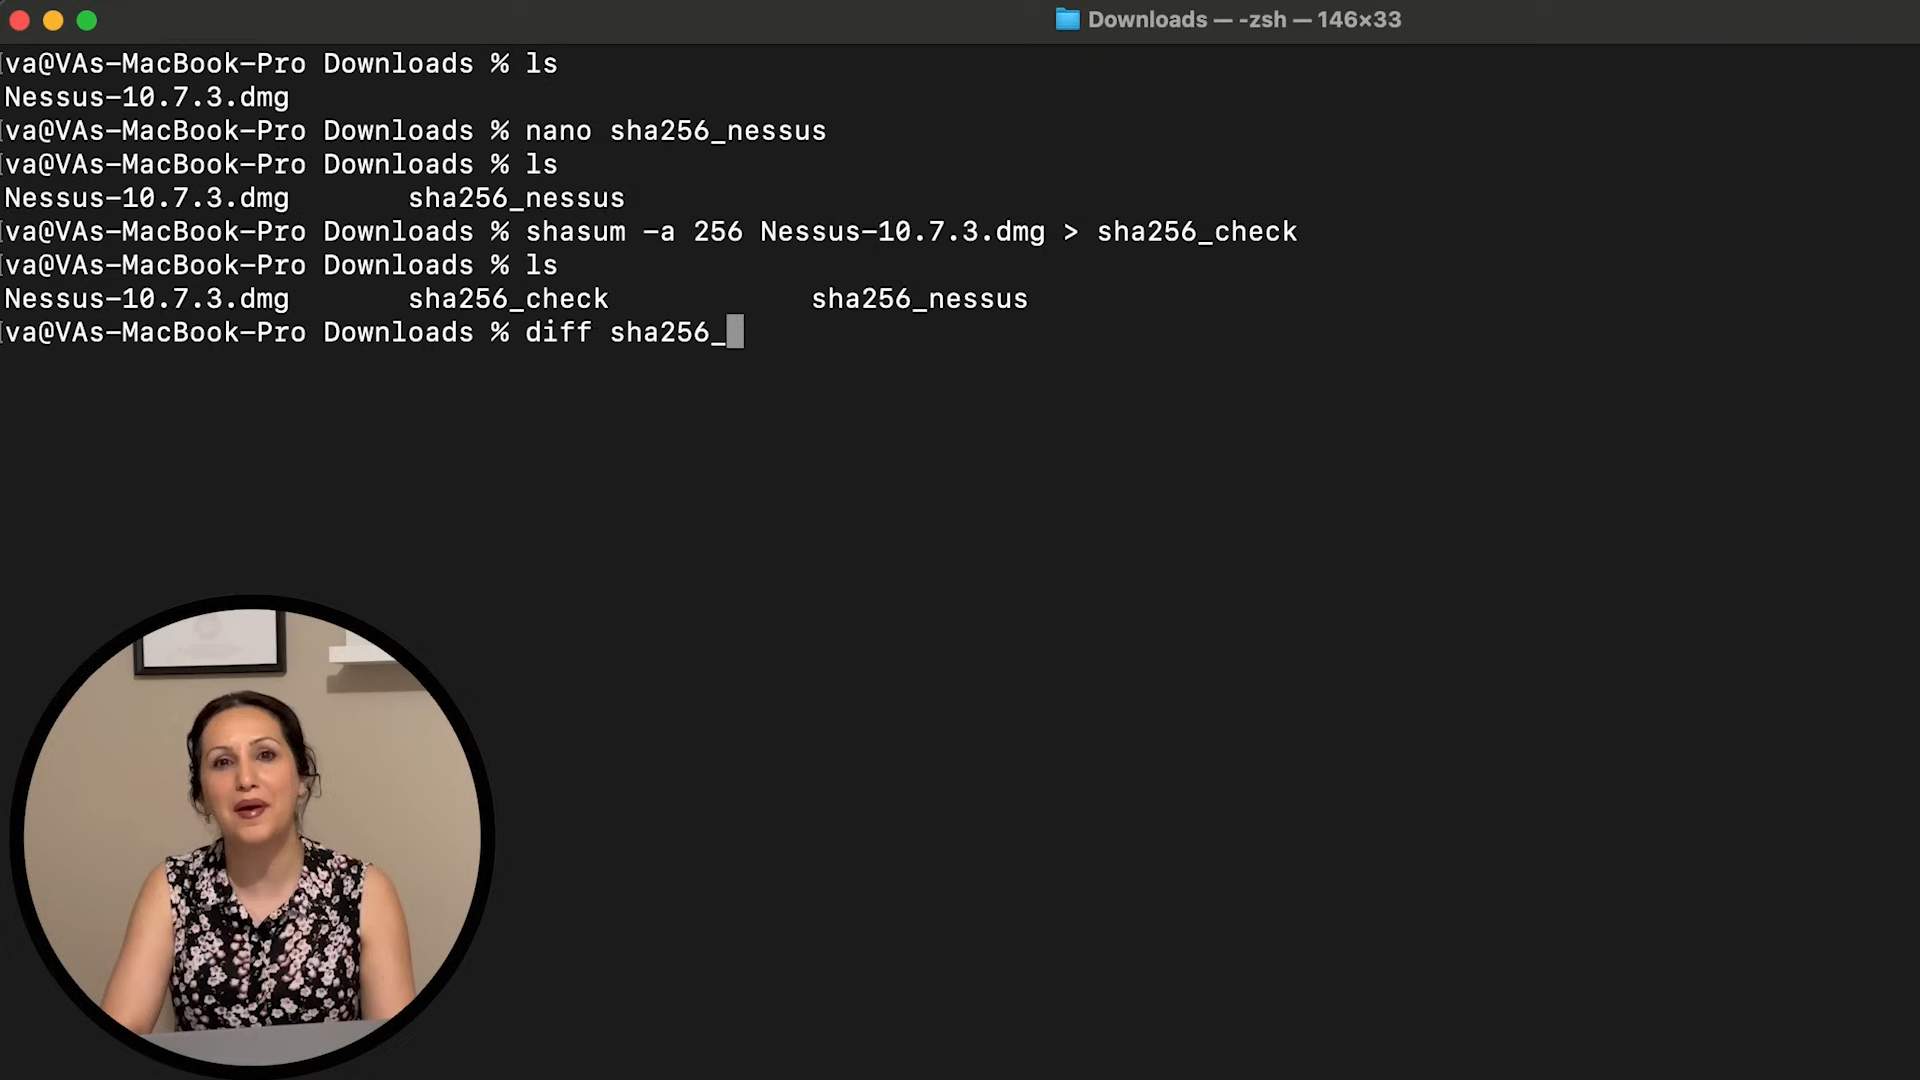 Downloads — -zsh — 146×33
va@VAs-MacBook-Pro Downloads % ls
Nessus-10.7.3.dmg
va@VAs-MacBook-Pro Downloads % nano sha256_nessus
va@VAs-MacBook-Pro Downloads % ls
Nessus-10.7.3.dmg sha256_nessus
va@VAs-MacBook-Pro Downloads % shasum -a 256 Nessus-10.7.3.dmg > sha256_check
va@VAs-MacBook-Pro Downloads % ls
Nessus-10.7.3.dmg sha256_check sha256_nessus
va@VAs-MacBook-Pro Downloads % diff sha256_